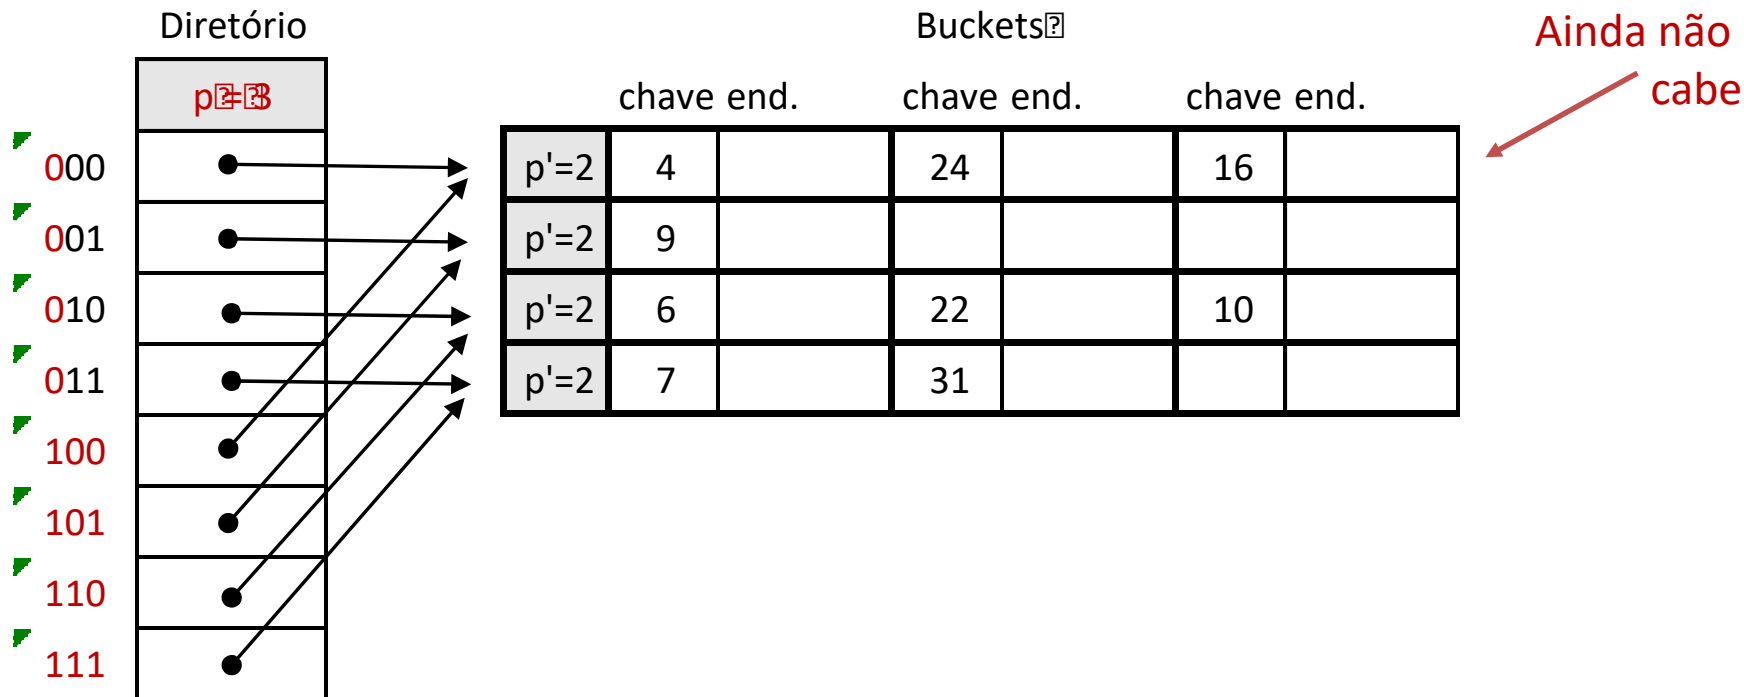 Diretório
Buckets
Ainda não
cabe
p = 3
chave end. chave end. chave end.
000 p'=2 4 24 16
001 p'=2 9
010 p'=2 6 22 10
011 p'=2 7 31
100
101
110
111